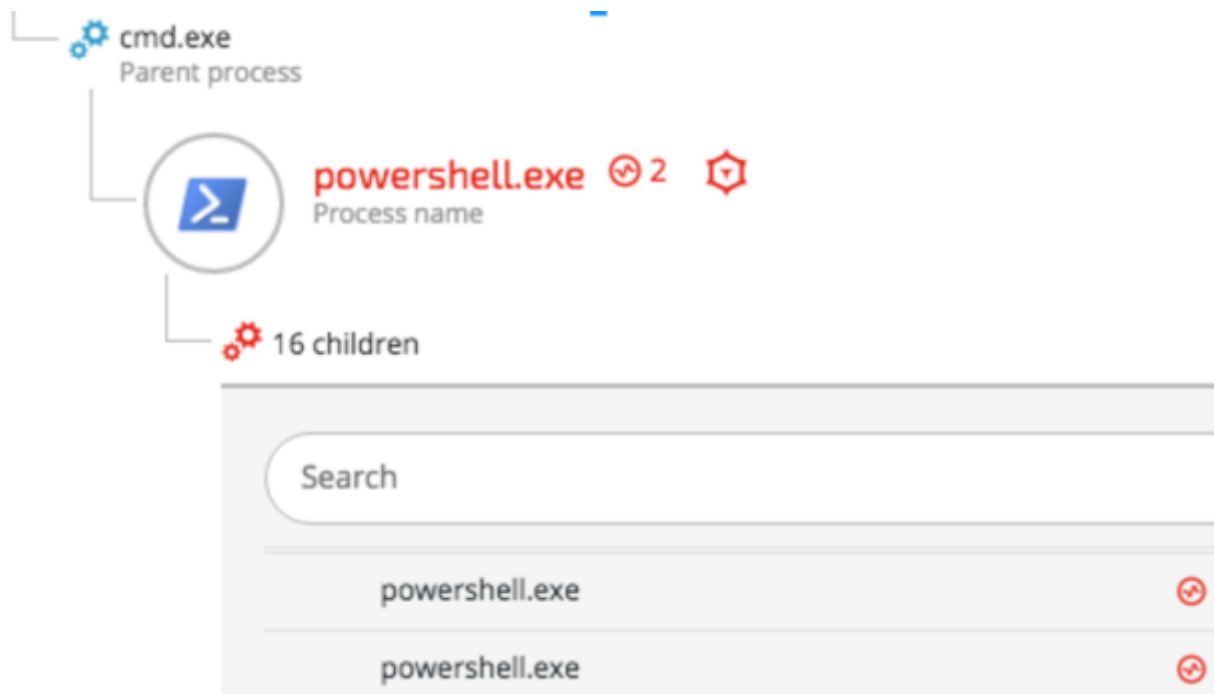 cmd.exe
Parent process
powershell.exe 2
Process name
16 children
Search
powershell.exe
powershell.exe